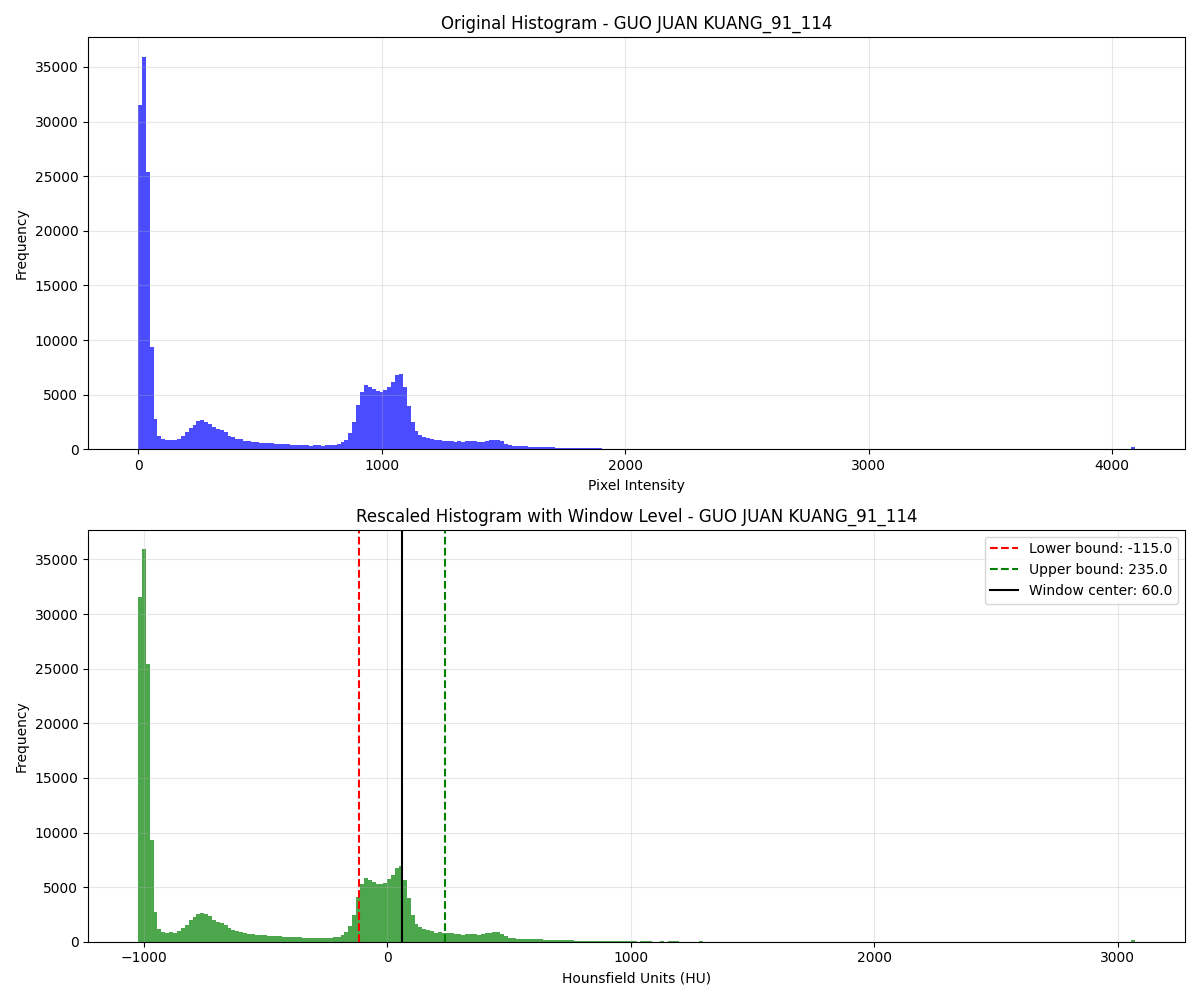 Original Histogram - GUO JUAN KUANG_91_114
35000
30000
25000
20000
15000
10000
5000
0
Frequency
0 1000 2000 3000 4000
Pixel Intensity
Rescaled Histogram with Window Level - GUO JUAN KUANG_91_114
Lower bound: -115.0
Upper bound: 235.0
Window center: 60.0
35000
30000
25000
20000
15000
10000
5000
0
Frequency
−1000 0 1000 2000 3000
Hounsfield Units (HU)